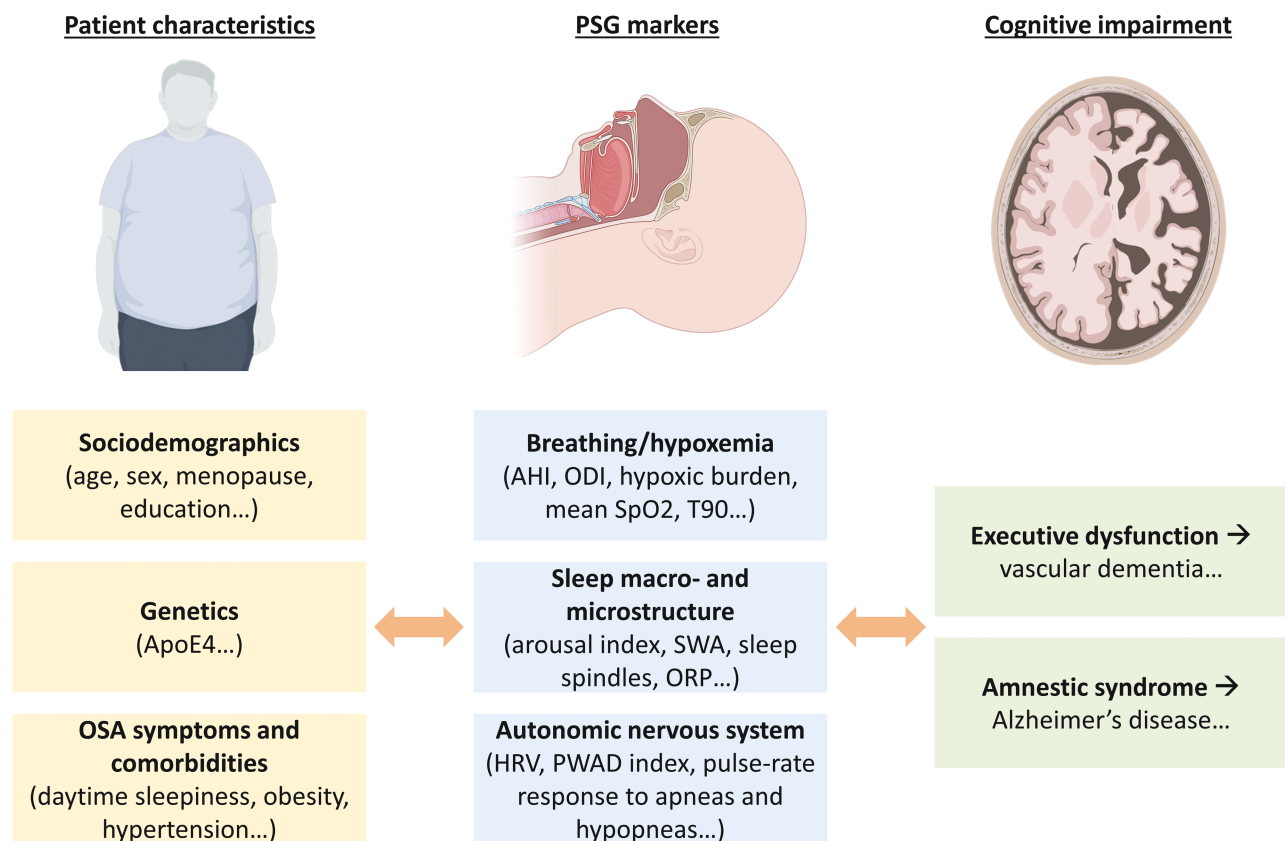 Patient characteristics
PSG markers
Cognitive impairment
Sociodemographics
(age, sex, menopause,
education...)
Genetics
(ApoE4...)
OSA symptoms and
comorbidities
(daytime sleepiness, obesity,
hypertension...)
Breathing/hypoxemia
(AHI, ODI, hypoxic burden,
mean SpO2, T90...)
Sleep macro- and
microstructure
(arousal index, SWA, sleep
spindles, ORP...)
Autonomic nervous system
(HRV, PWAD index, pulse-rate
response to apneas and
hypopneas...)
Executive dysfunction →
vascular dementia...
Amnestic syndrome →
Alzheimer's disease...